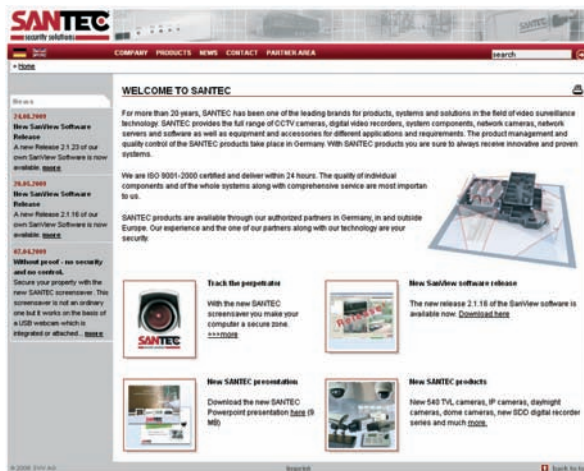 SANTEC
security solutions
SANTEC
COMPANY PRODUCTS NEWS CONTACT PARTNER AREA
search
Home
News
24.08.2009
New SanView Software
Release
A new Release 2.1.23 of our
own SanView Software is now
available. more
20.05.2009
New SanView Software
Release
A new Release 2.1.16 of our
own SanView Software is now
available. more
07.04.2009
Without proof - no security
and no control.
Secure your property with the
new SANTEC screensaver. This
screensaver is not an ordinary
one but it works on the basis of
a USB webcam which is
integrated or attached... more
WELCOME TO SANTEC
For more than 20 years, SANTEC has been one of the leading brands for products, systems and solutions in the field of video surveillance
technology. SANTEC provides the full range of CCTV cameras, digital video recorders, system components, network cameras, network
servers and software as well as equipment and accessories for different applications and requirements. The product management and
quality control of the SANTEC products take place in Germany. With SANTEC products you are sure to always receive innovative and proven
systems.
We are ISO 9001-2000 certified and deliver within 24 hours. The quality of individual
components and of the whole systems along with comprehensive service are most importan
to us.
SANTEC products are available through our authorized partners in Germany, in and outside
Europe. Our experience and the one of our partners along with our technology are your
security.
Track the perpetrator
With the new SANTEC
screensaver you make your
computer a secure zone.
>>>more
SANTEC
New SanView software release
The new release 2.1.16 of the SanView software is
available now. Download here
Release
New SANTEC presentation
Download the new SANTEC
Powerpoint presentation here (9
MB)
New SANTEC products
New 540 TVL cameras, IP cameras, day/night
cameras, dome cameras, new SDD digital recorder
series and much more.
Imprint
back to to